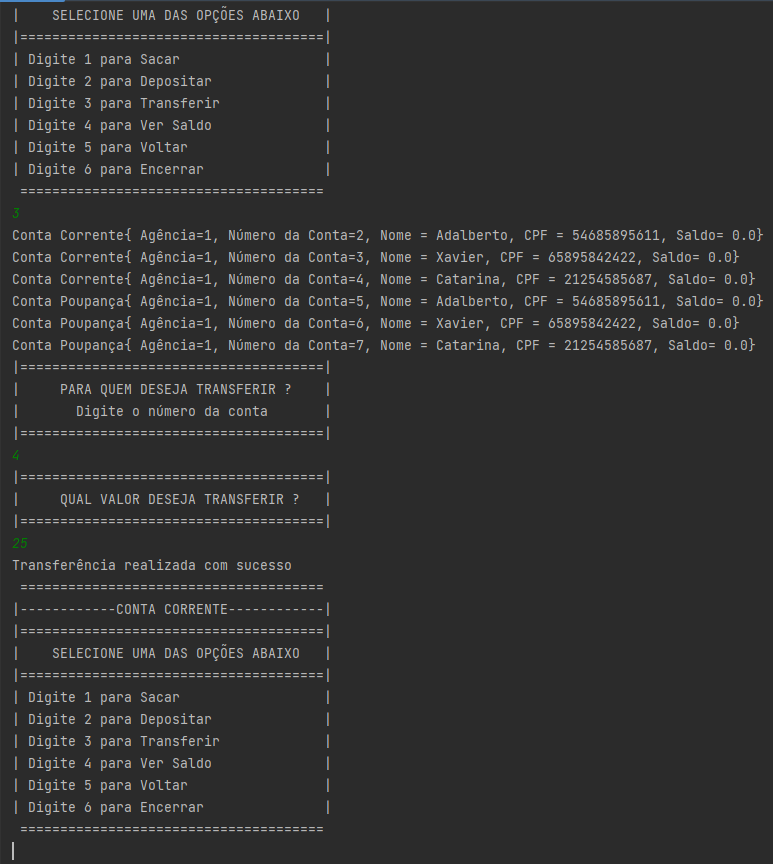 |    SELECIONE UMA DAS OPÇÕES ABAIXO   |
|======================================|
| Digite 1 para Sacar                  |
| Digite 2 para Depositar              |
| Digite 3 para Transferir             |
| Digite 4 para Ver Saldo              |
| Digite 5 para Voltar                 |
| Digite 6 para Encerrar               |
 ======================================
3
Conta Corrente{ Agência=1, Número da Conta=2, Nome = Adalberto, CPF = 54685895611, Saldo= 0.0}
Conta Corrente{ Agência=1, Número da Conta=3, Nome = Xavier, CPF = 65895842422, Saldo= 0.0}
Conta Corrente{ Agência=1, Número da Conta=4, Nome = Catarina, CPF = 21254585687, Saldo= 0.0}
Conta Poupança{ Agência=1, Número da Conta=5, Nome = Adalberto, CPF = 54685895611, Saldo= 0.0}
Conta Poupança{ Agência=1, Número da Conta=6, Nome = Xavier, CPF = 65895842422, Saldo= 0.0}
Conta Poupança{ Agência=1, Número da Conta=7, Nome = Catarina, CPF = 21254585687, Saldo= 0.0}
|======================================|
|     PARA QUEM DESEJA TRANSFERIR ?    |
|       Digite o número da conta       |
|======================================|
4
|======================================|
|     QUAL VALOR DESEJA TRANSFERIR ?   |
|======================================|
25
Transferência realizada com sucesso
 ======================================
|------------CONTA CORRENTE------------|
|======================================|
|    SELECIONE UMA DAS OPÇÕES ABAIXO   |
|======================================|
| Digite 1 para Sacar                  |
| Digite 2 para Depositar              |
| Digite 3 para Transferir             |
| Digite 4 para Ver Saldo              |
| Digite 5 para Voltar                 |
| Digite 6 para Encerrar               |
 ======================================